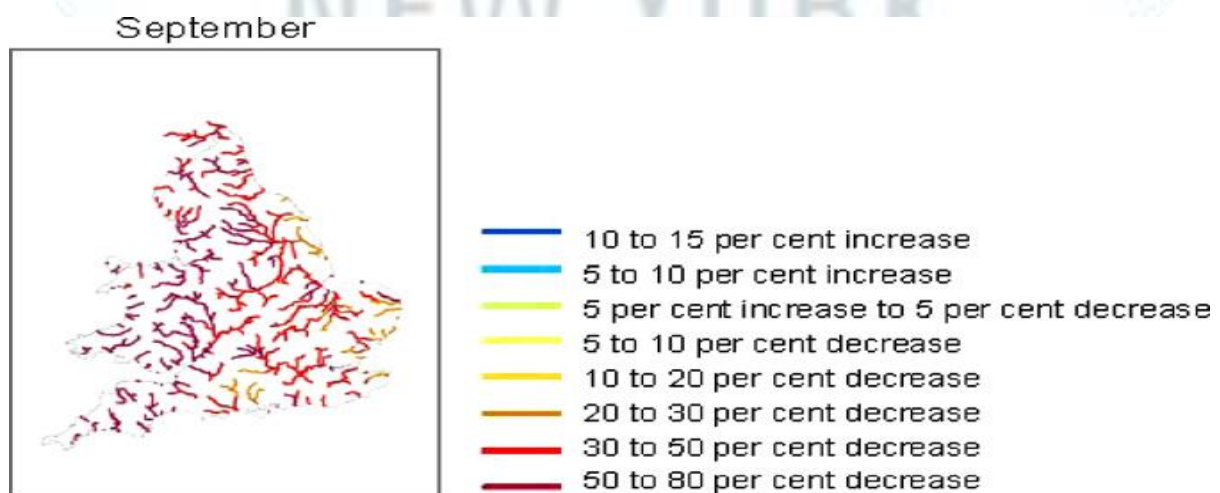 NEW YORK
September
10 to 15 per cent increase
5 to 10 per cent increase
5 per cent increase to 5 per cent decrease
5 to 10 per cent decrease
10 to 20 per cent decrease
20 to 30 per cent decrease
30 to 50 per cent decrease
50 to 80 per cent decrease